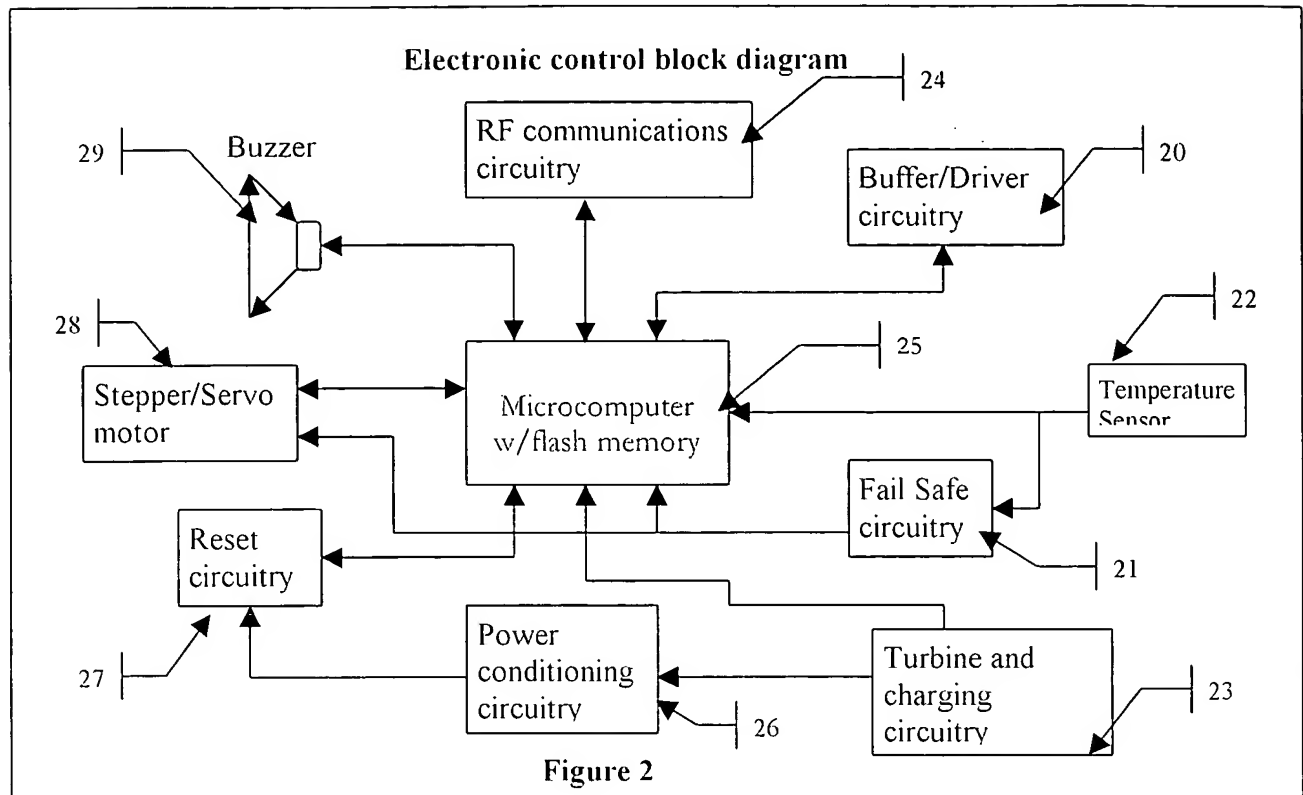 Electronic control block diagram
24
RF communications
circuitry
29
Buzzer
20
Buffer/Driver
circuitry
22
28
25
Stepper/Servo
motor
Microcomputer
w/flash memory
Temperature
Sensor
Fail Safe
circuitry
Reset
circuitry
21
27
Power
conditioning
circuitry
26
Turbine and
charging
circuitry
23
Figure 2